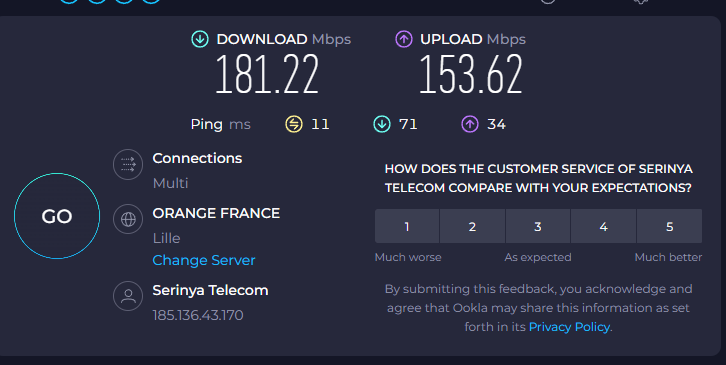 DOWNLOAD Mbps
181.22
UPLOAD Mbps
153.62
Ping ms 11 71 34
GO
Connections
Multi
ORANGE FRANCE
Lille
Change Server
Serinya Telecom
185.136.43.170
HOW DOES THE CUSTOMER SERVICE OF SERINYA
TELECOM COMPARE WITH YOUR EXPECTATIONS?
1 2 3 4 5
Much worse As expected Much better
By submitting this feedback, you acknowledge and
agree that Ookla may share this information as set
forth in its Privacy Policy.